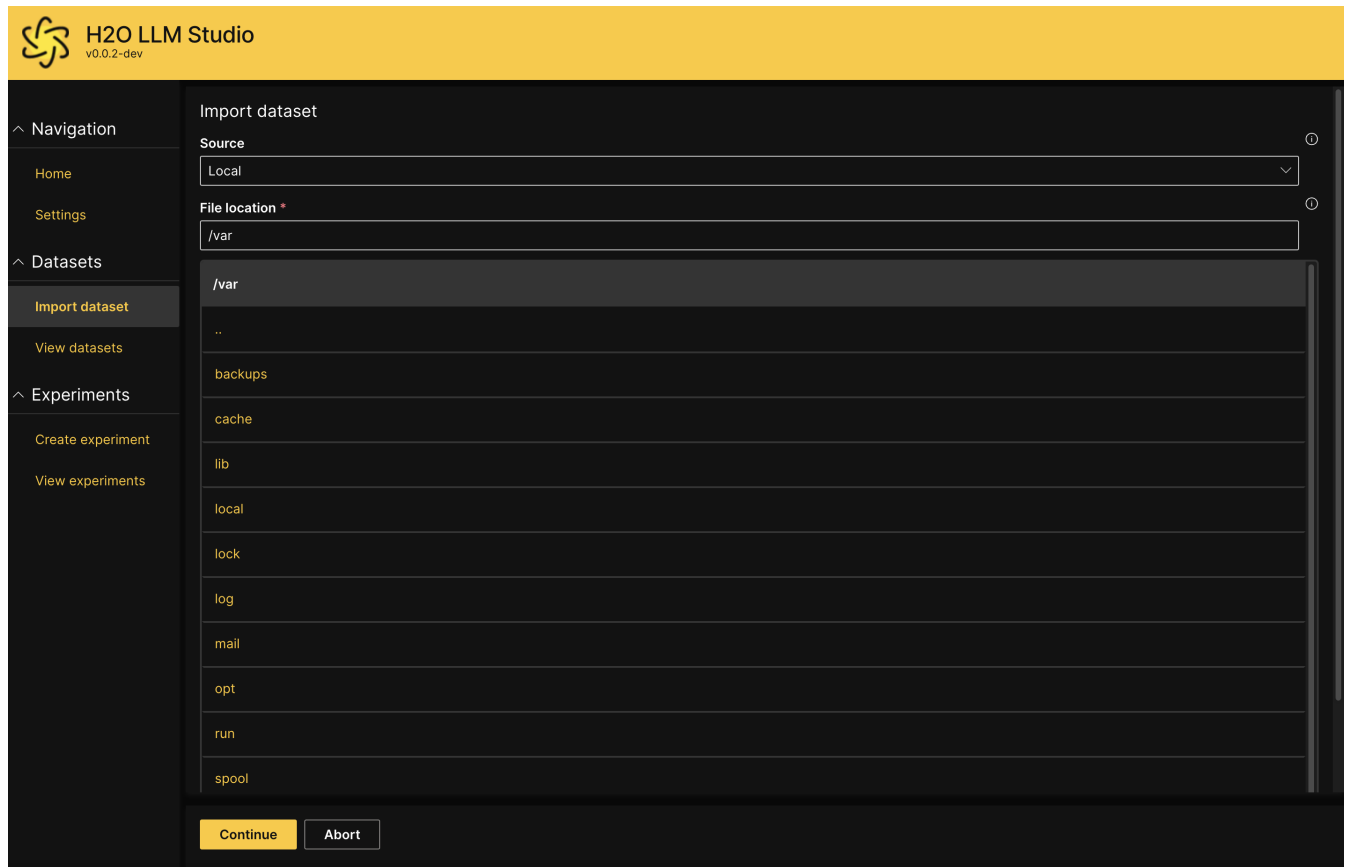 H2O LLM Studio
v0.0.2-dev
Navigation
Home
Settings
Datasets
Import dataset
View datasets
Experiments
Create experiment
View experiments
Import dataset
Source
Local
File location *
/var
/var
..
backups
cache
lib
local
lock
log
mail
opt
run
spool
Continue Abort